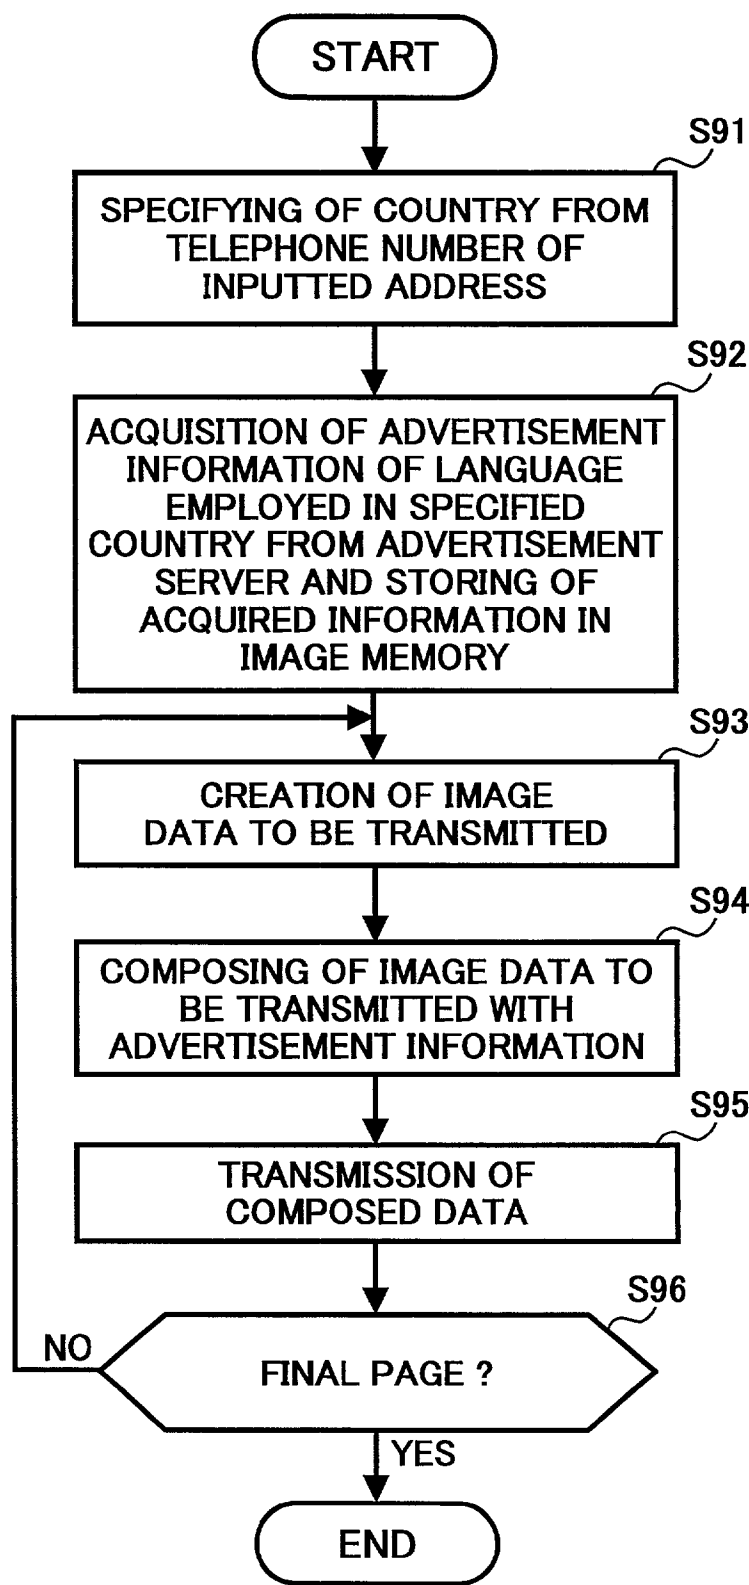 START
S91
SPECIFYING OF COUNTRY FROM
TELEPHONE NUMBER OF
INPUTTED ADDRESS
S92
ACQUISITION OF ADVERTISEMENT
INFORMATION OF LANGUAGE
EMPLOYED IN SPECIFIED
COUNTRY FROM ADVERTISEMENT
SERVER AND STORING OF
ACQUIRED INFORMATION IN
IMAGE MEMORY
S93
CREATION OF IMAGE
DATA TO BE TRANSMITTED
S94
COMPOSING OF IMAGE DATA TO
BE TRANSMITTED WITH
ADVERTISEMENT INFORMATION
S95
TRANSMISSION OF
COMPOSED DATA
S96
NO
FINAL PAGE ?
YES
END